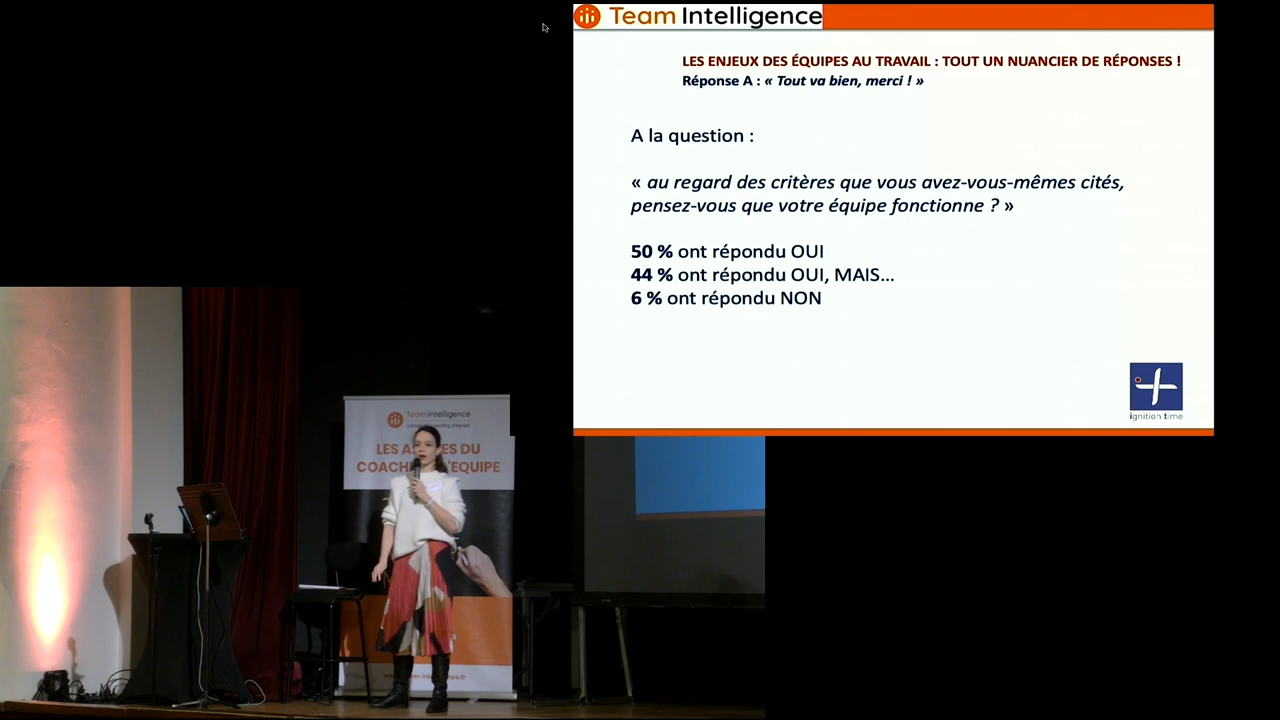 Team Intelligence
LES ENJEUX DES ÉQUIPES AU TRAVAIL : TOUT UN NUANCIER DE RÉPONSES !
Réponse A : « Tout va bien, merci ! »
A la question :
« au regard des critères que vous avez-vous-mêmes cités,
pensez-vous que votre équipe fonctionne ? »
50 % ont répondu OUI
44 % ont répondu OUI, MAIS...
6 % ont répondu NON
ignition time
Team Intelligence
LES DU
COACH 'EQUIPE